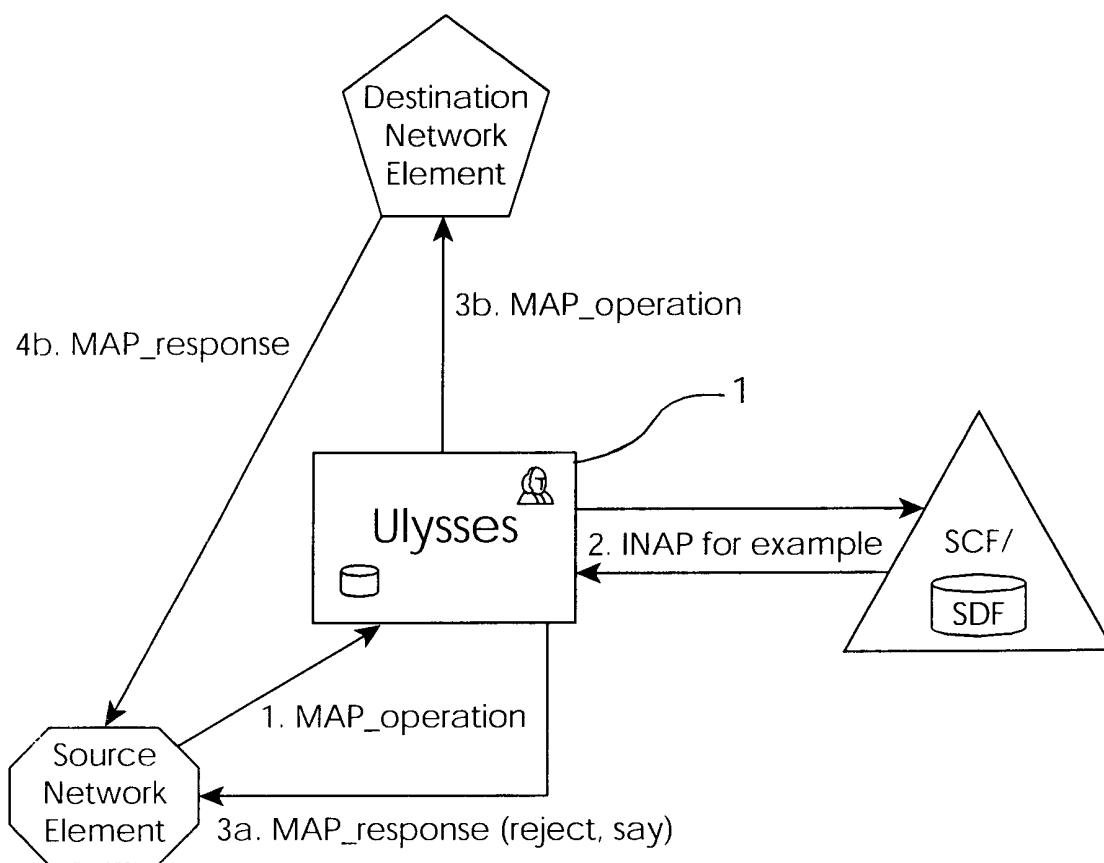 Destination
Network
Element
3b. MAP_operation
4b. MAP_response
1
Ulysses
2. INAP for example
SCF/
SDF
1. MAP_operation
Source
Network
Element
3a. MAP_response (reject, say)